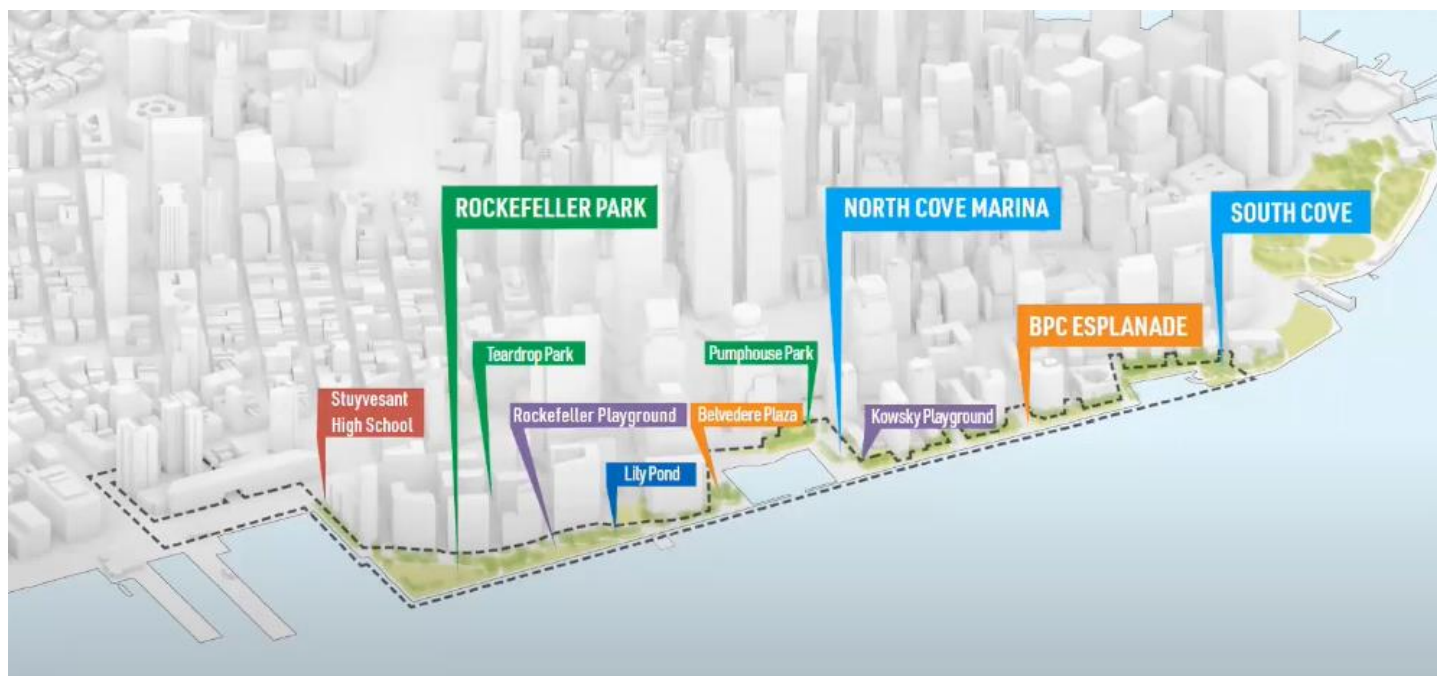 ROCKEFELLER PARK
NORTH COVE MARINA
SOUTH COVE
BPC ESPLANADE
Teardrop Park
Pumphouse Park
Stuyvesant
High School
Rockefeller Playground
Belvedere Plaza
Kowsky Playground
Lily Pond